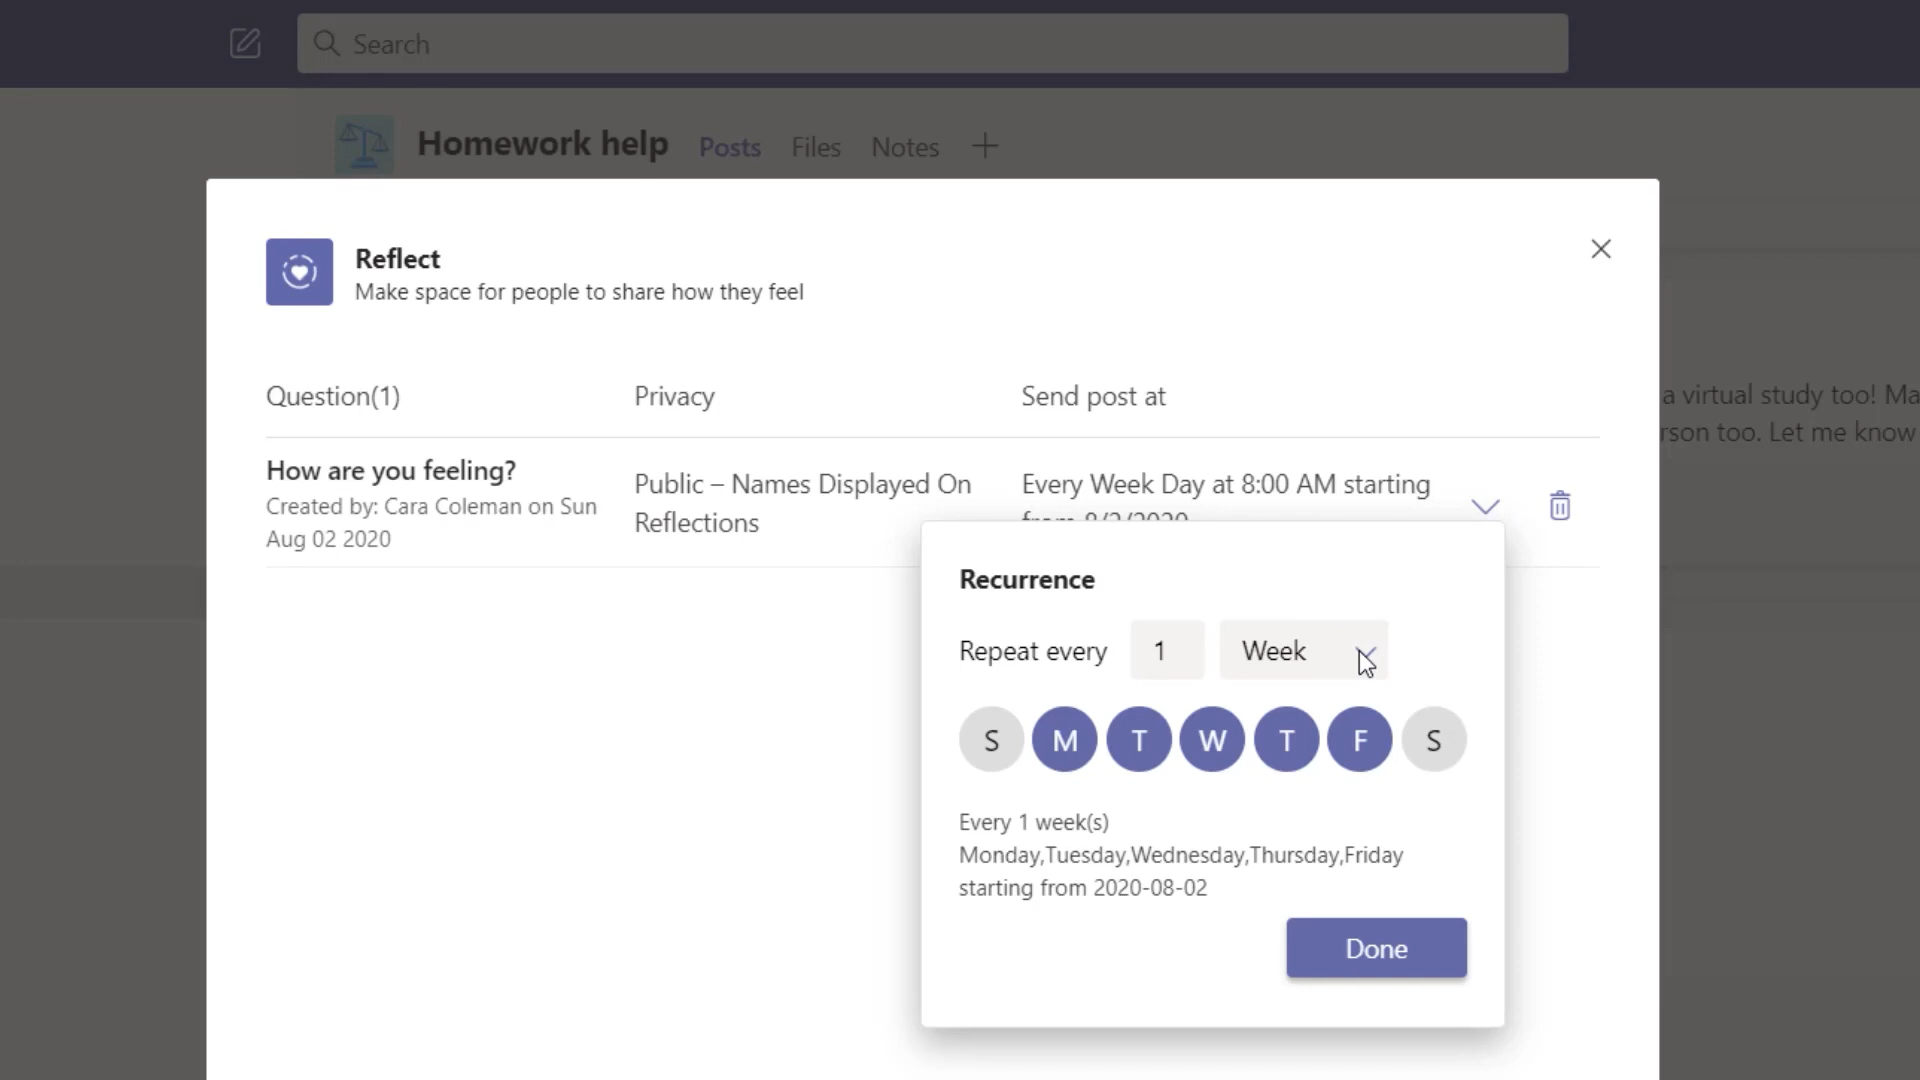 Search
Homework help Posts Files Notes
Reflect
Make space for people to share how they feel
a virtual study too! Ma
rson too. Let me know
Question(1) Privacy Send post at
How are you feeling?
Created by: Cara Coleman on Sun
Aug 02 2020
Public – Names Displayed On
Reflections
Every Week Day at 8:00 AM starting
Recurrence
Repeat every 1 Week
S M T W T F S
Every 1 week(s)
Monday,Tuesday,Wednesday,Thursday,Friday
starting from 2020-08-02
Done